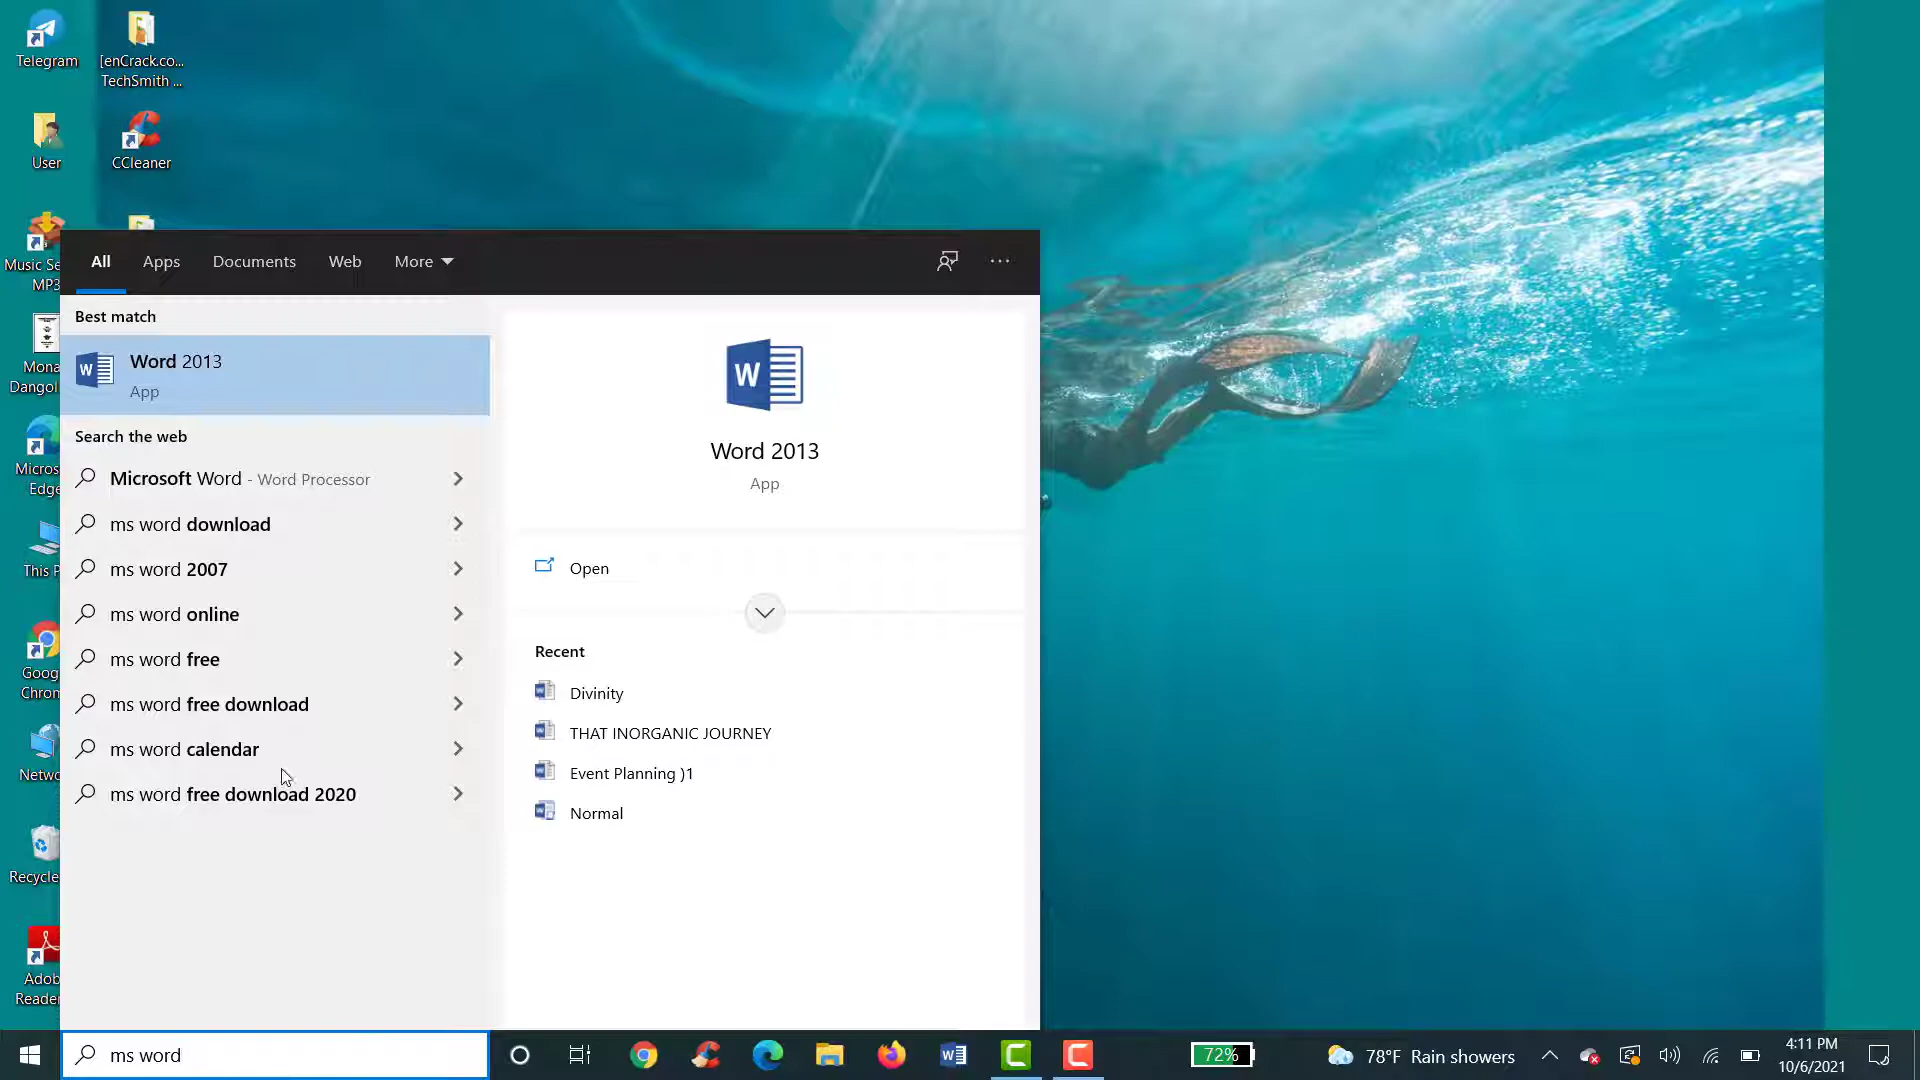 Telegram
[enCrack.co...
TechSmith ...
User
CCleaner
Music Se
MP3
Mona
Dangol
Micros
Edge
This P
Goog
Chrom
Netwo
Recycle
Adob
Reader
All
Apps
Documents
Web
More
Best match
Word 2013
App
Search the web
Microsoft Word - Word Processor
ms word download
ms word 2007
ms word online
ms word free
ms word free download
ms word calendar
ms word free download 2020
Word 2013
App
Open
Recent
Divinity
THAT INORGANIC JOURNEY
Event Planning )1
Normal
ms word
72%
78°F Rain showers
4:11 PM
10/6/2021